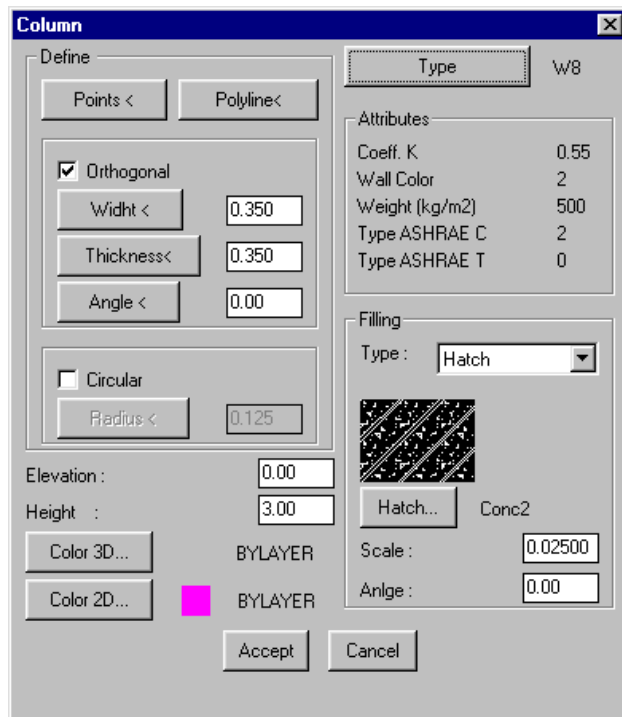 Column
Define
Points <
Polyline<
Orthogonal
Widht <
0.350
Thickness<
0.350
Angle <
0.00
Circular
Radius <
0.125
Elevation :
0.00
Height :
3.00
Color 3D...
BYLAYER
Color 2D...
BYLAYER
Type
W8
Attributes
Coeff. K 0.55
Wall Color 2
Weight (kg/m2) 500
Type ASHRAE C 2
Type ASHRAE T 0
Filling
Type :
Hatch
Hatch...
Conc2
Scale :
0.02500
Anlge :
0.00
Accept
Cancel